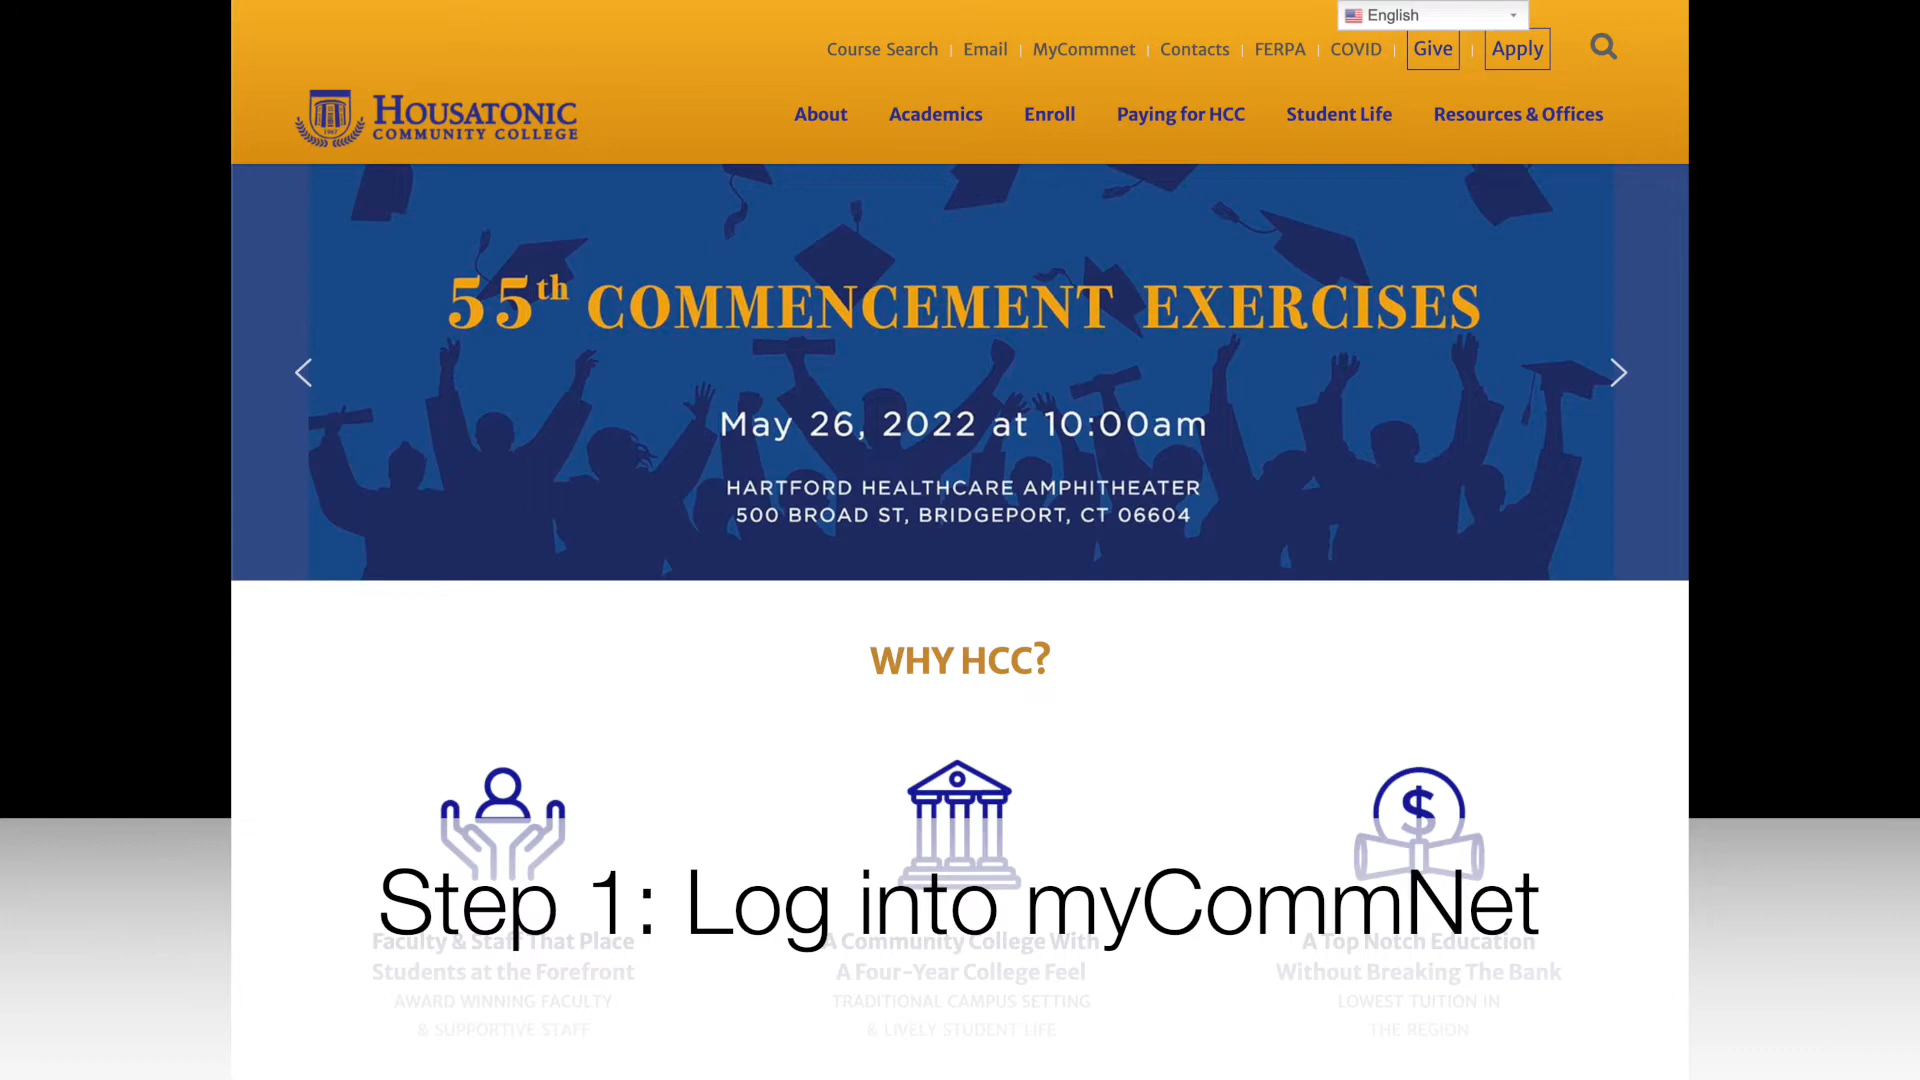 English
Course Search | Email | MyCommnet | Contacts | FERPA | COVID | Give | Apply
HOUSATONIC
COMMUNITY COLLEGE
1967
About Academics Enroll Paying for HCC Student Life Resources & Offices
55th COMMENCEMENT EXERCISES
May 26, 2022 at 10:00am
HARTFORD HEALTHCARE AMPHITHEATER
500 BROAD ST, BRIDGEPORT, CT 06604
WHY HCC?
$
Step 1: Log into myCommNet
Faculty & Staff That Place
Students at the Forefront
AWARD WINNING FACULTY
& SUPPORTIVE STAFF
A Community College With
A Four-Year College Feel
TRADITIONAL CAMPUS SETTING
& LIVELY STUDENT LIFE
A Top Notch Education
Without Breaking The Bank
LOWEST TUITION IN
THE REGION